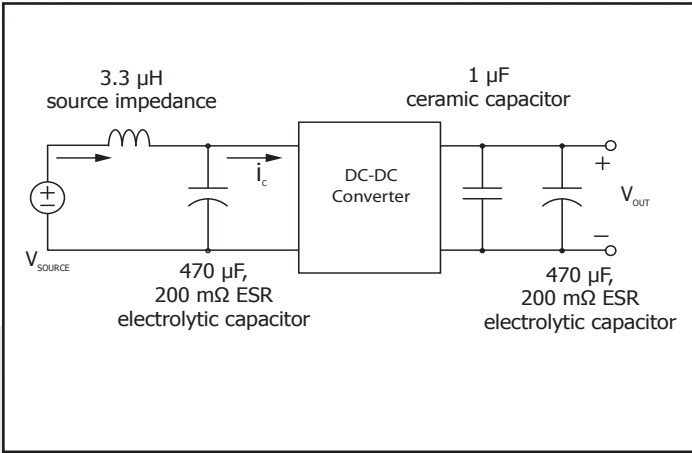 3.3 µH
source impedance
1 µF
ceramic capacitor
i
c
DC-DC
Converter
+
V
OUT
−
V
SOURCE
470 µF,
200 mΩ ESR
electrolytic capacitor
470 µF,
200 mΩ ESR
electrolytic capacitor